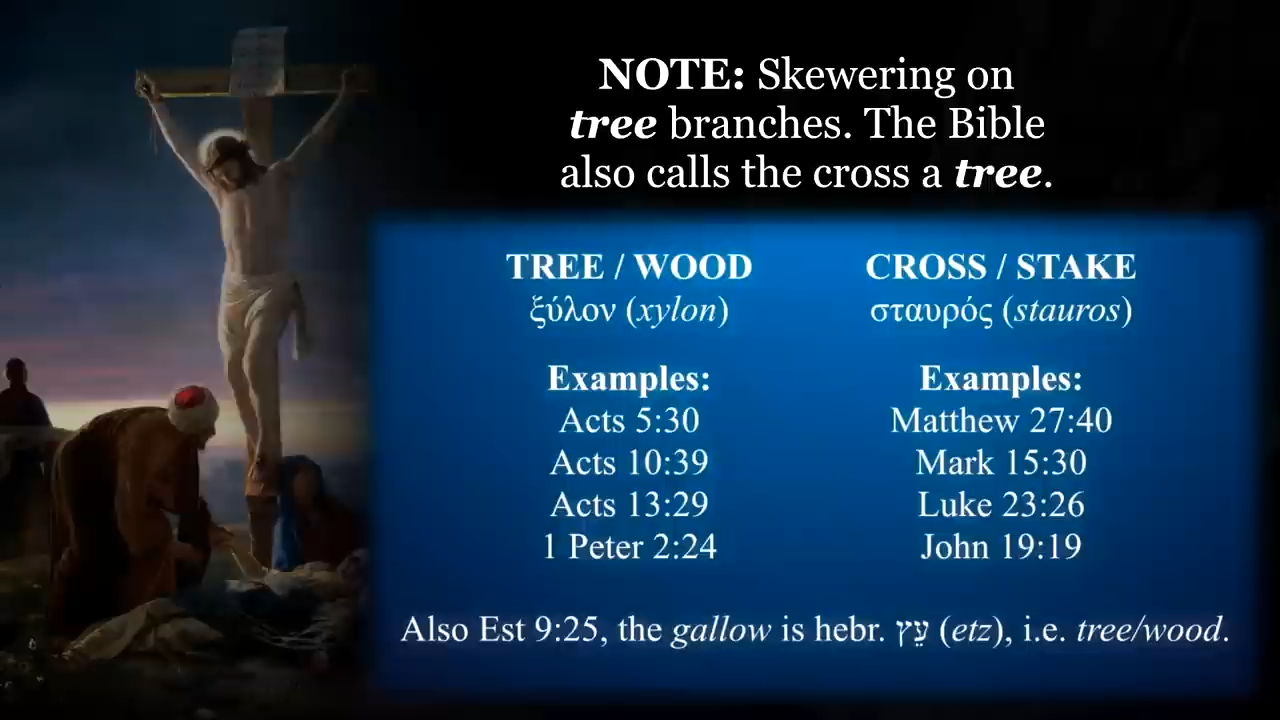 NOTE: Skewering on
tree branches. The Bible
also calls the cross a tree.
TREE / WOOD
ξύλον (xylon)
Examples:
Acts 5:30
Acts 10:39
Acts 13:29
1 Peter 2:24
CROSS / STAKE
σταυρός (stauros)
Examples:
Matthew 27:40
Mark 15:30
Luke 23:26
John 19:19
Also Est 9:25, the gallow is hebr. עֵץ (etz), i.e. tree/wood.